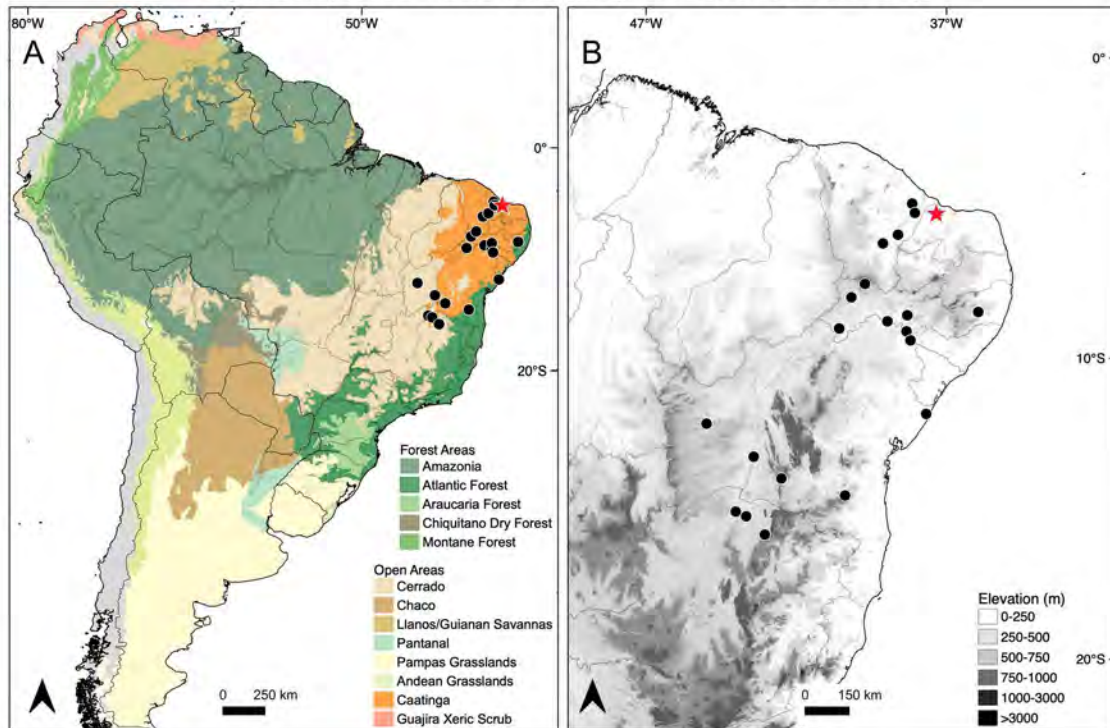 80°W
50°W
A
0°
20°S
Forest Areas
Amazonia
Atlantic Forest
Araucaria Forest
Chiquitano Dry Forest
Montane Forest
Open Areas
Cerrado
Chaco
Llanos/Guianan Savannas
Pantanal
Pampas Grasslands
Andean Grasslands
Caatinga
Guajira Xeric Scrub
0 250 km
47°W
37°W
B
0°
10°S
20°S
Elevation (m)
0-250
250-500
500-750
750-1000
1000-3000
>3000
0 150 km